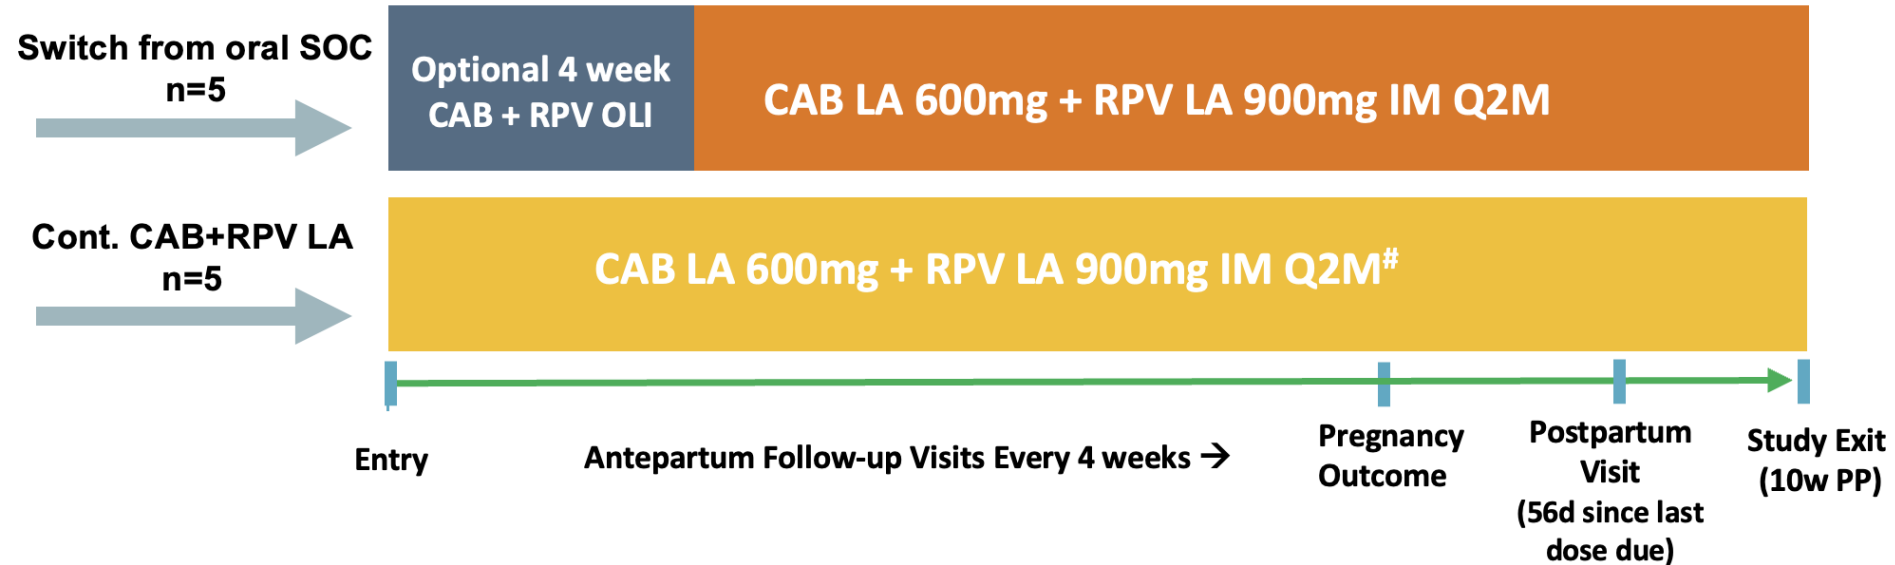 Switch from oral SOC
n=5
Optional 4 week
CAB + RPV OLI
CAB LA 600mg + RPV LA 900mg IM Q2M
Cont. CAB+RPV LA
n=5
CAB LA 600mg + RPV LA 900mg IM Q2M#
Entry
Antepartum Follow-up Visits Every 4 weeks →
Pregnancy
Outcome
Postpartum
Visit
(56d since last
dose due)
Study Exit
(10w PP)